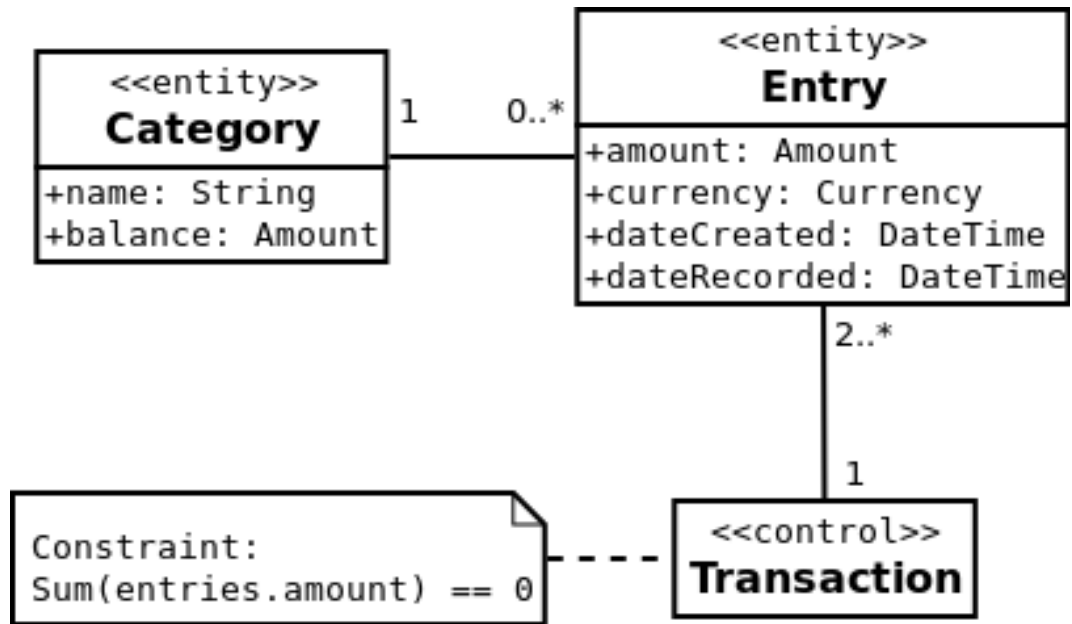 <<entity>>
Category
+name: String
+balance: Amount
1
0..*
<<entity>>
Entry
+amount: Amount
+currency: Currency
+dateCreated: DateTime
+dateRecorded: DateTime
2..*
1
<<control>>
Transaction
Constraint:
Sum(entries.amount) == 0